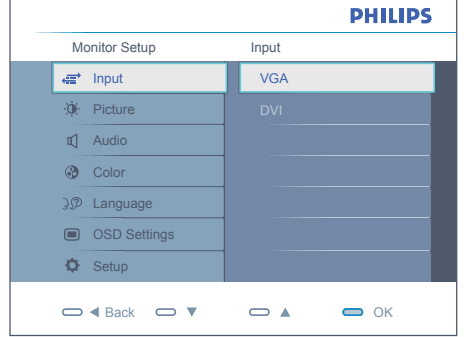 PHILIPS
Monitor Setup Input
Input VGA
Picture DVI
Audio
Color
Language
OSD Settings
Setup
Back OK